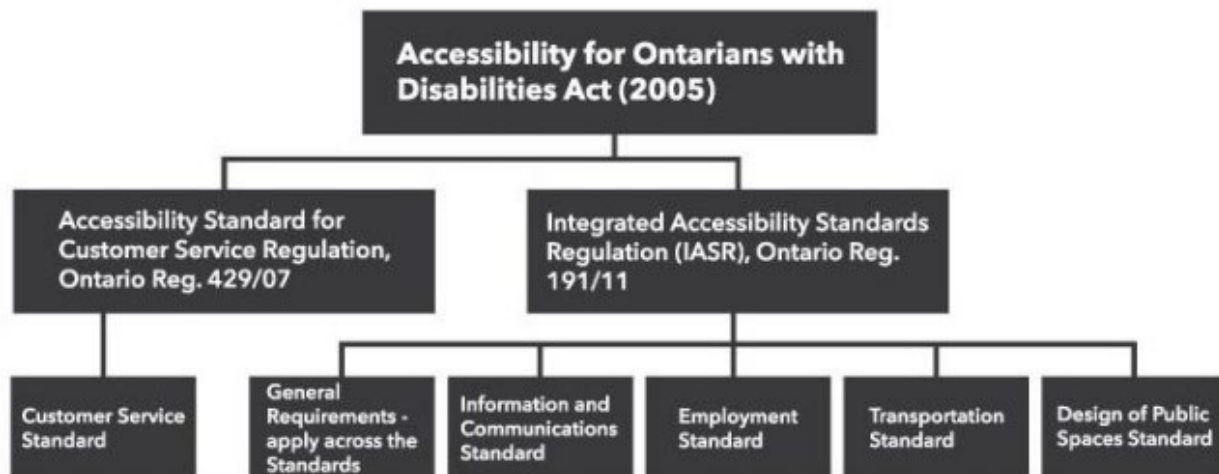 Accessibility for Ontarians with
Disabilities Act (2005)
Accessibility Standard for
Customer Service Regulation,
Ontario Reg. 429/07
Integrated Accessibility Standards
Regulation (IASR), Ontario Reg.
191/11
Customer Service
Standard
General
Requirements -
apply across the
Standards
Information and
Communications
Standard
Employment
Standard
Transportation
Standard
Design of Public
Spaces Standard